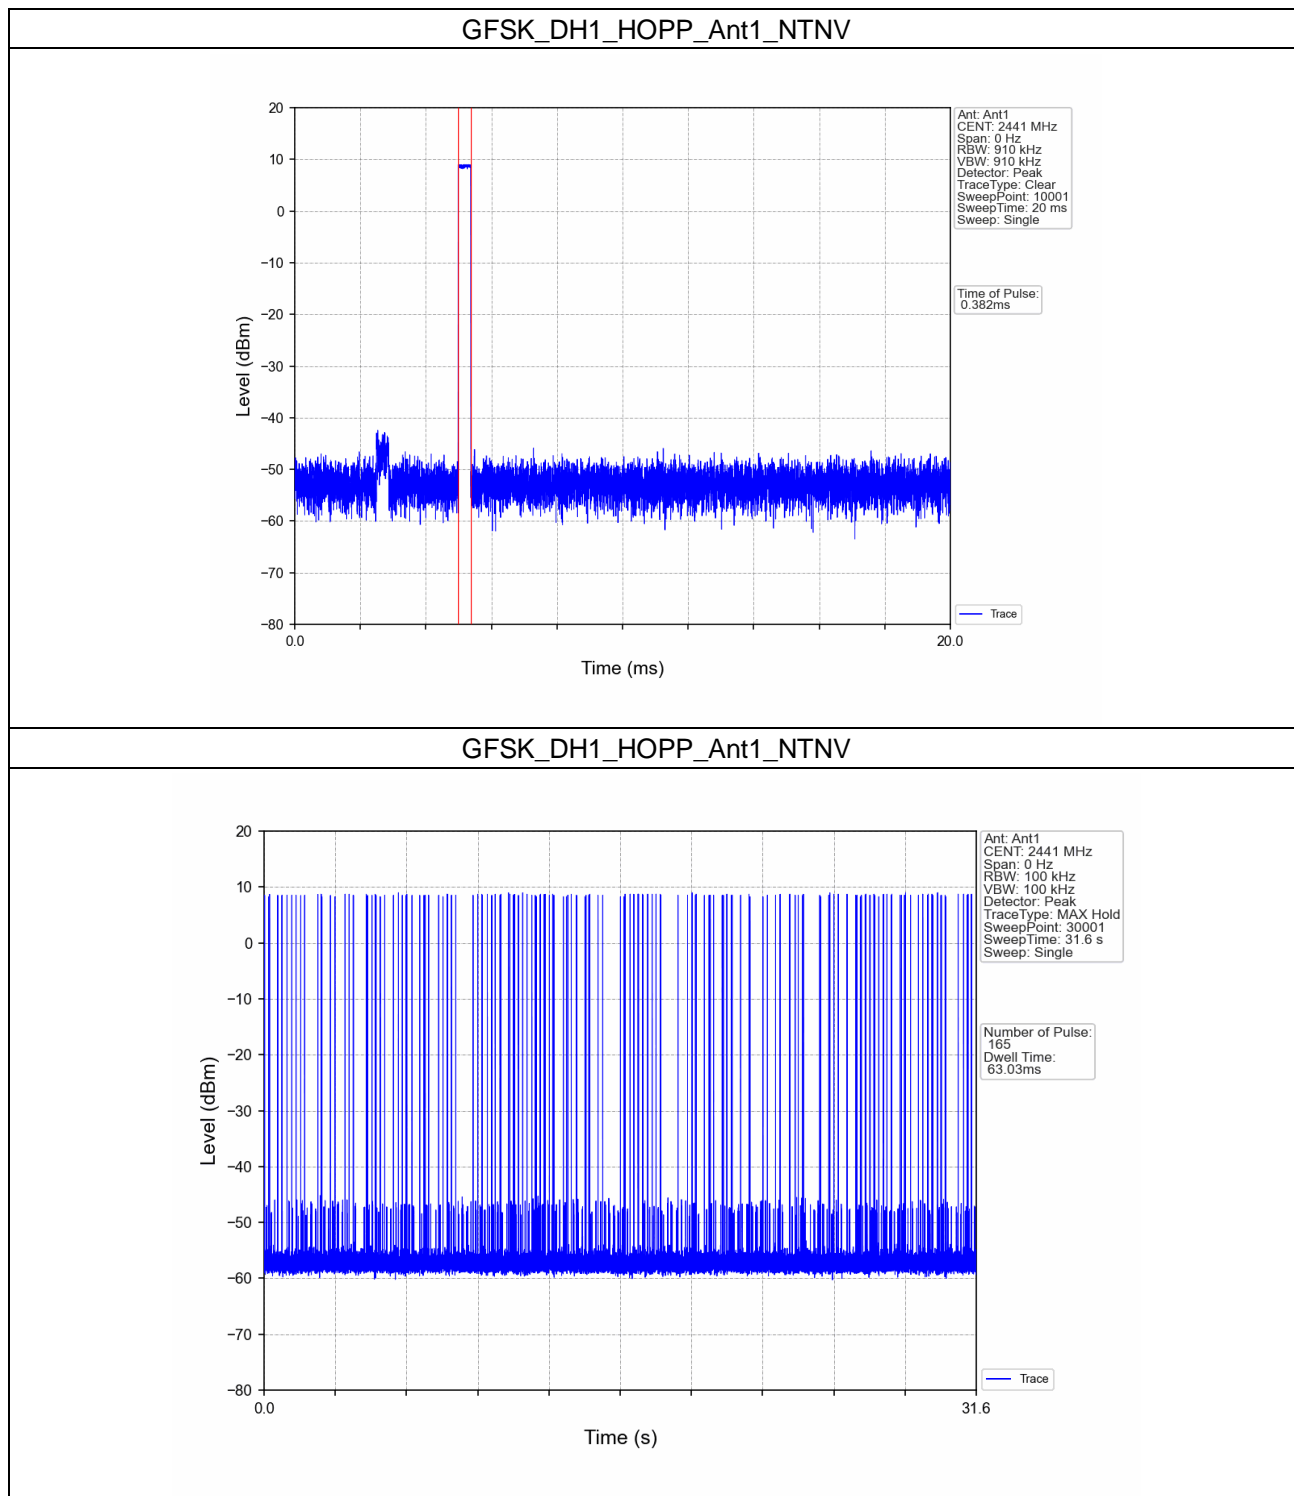 GFSK_DH1_HOPP_Ant1_NTNV
20
10
0
−10
−20
−30
−40
−50
−60
−70
−80
Level (dBm)
0.0
20.0
Time (ms)
Ant: Ant1
CENT: 2441 MHz
Span: 0 Hz
RBW: 910 kHz
VBW: 910 kHz
Detector: Peak
TraceType: Clear
SweepPoint: 10001
SweepTime: 20 ms
Sweep: Single
Time of Pulse:
0.382ms
Trace
GFSK_DH1_HOPP_Ant1_NTNV
20
10
0
−10
−20
−30
−40
−50
−60
−70
−80
Level (dBm)
0.0
31.6
Time (s)
Ant: Ant1
CENT: 2441 MHz
Span: 0 Hz
RBW: 100 kHz
VBW: 100 kHz
Detector: Peak
TraceType: MAX Hold
SweepPoint: 30001
SweepTime: 31.6 s
Sweep: Single
Number of Pulse:
165
Dwell Time:
63.03ms
Trace